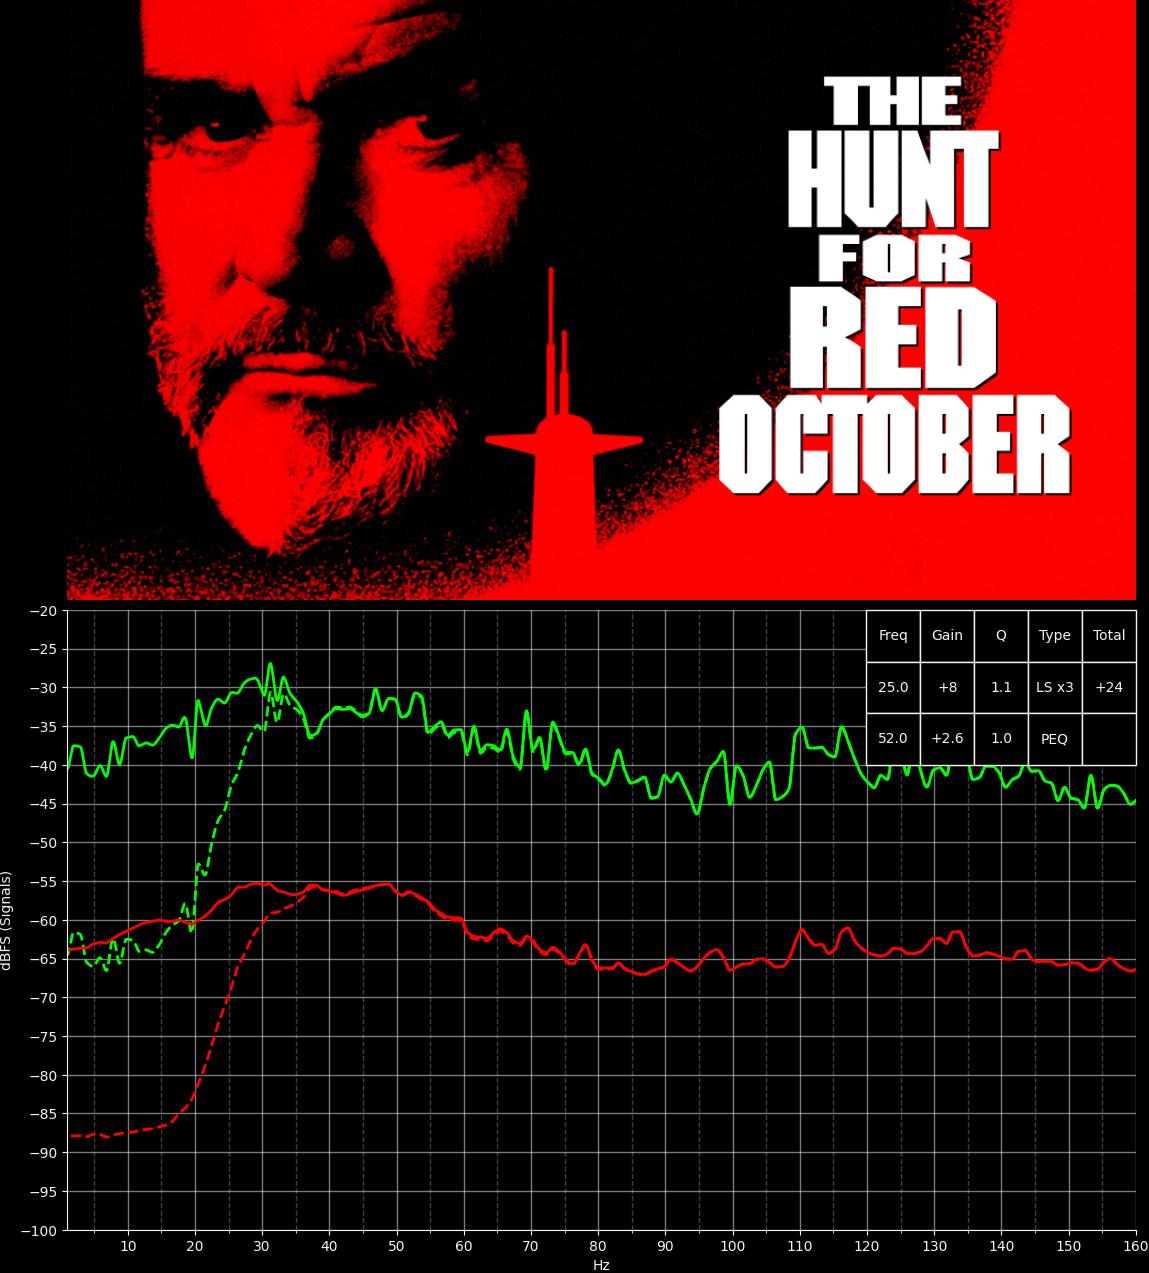 THE
HUNT
FOR
RED
OCTOBER
−20
−25
−30
−35
−40
−45
−50
−55
−60
−65
−70
−75
−80
−85
−90
−95
−100
dBFS (Signals)
Freq Gain Q Type Total
25.0 +8 1.1 LS x3 +24
52.0 +2.6 1.0 PEQ
10 20 30 40 50 60 70 80 90 100 110 120 130 140 150 160
Hz